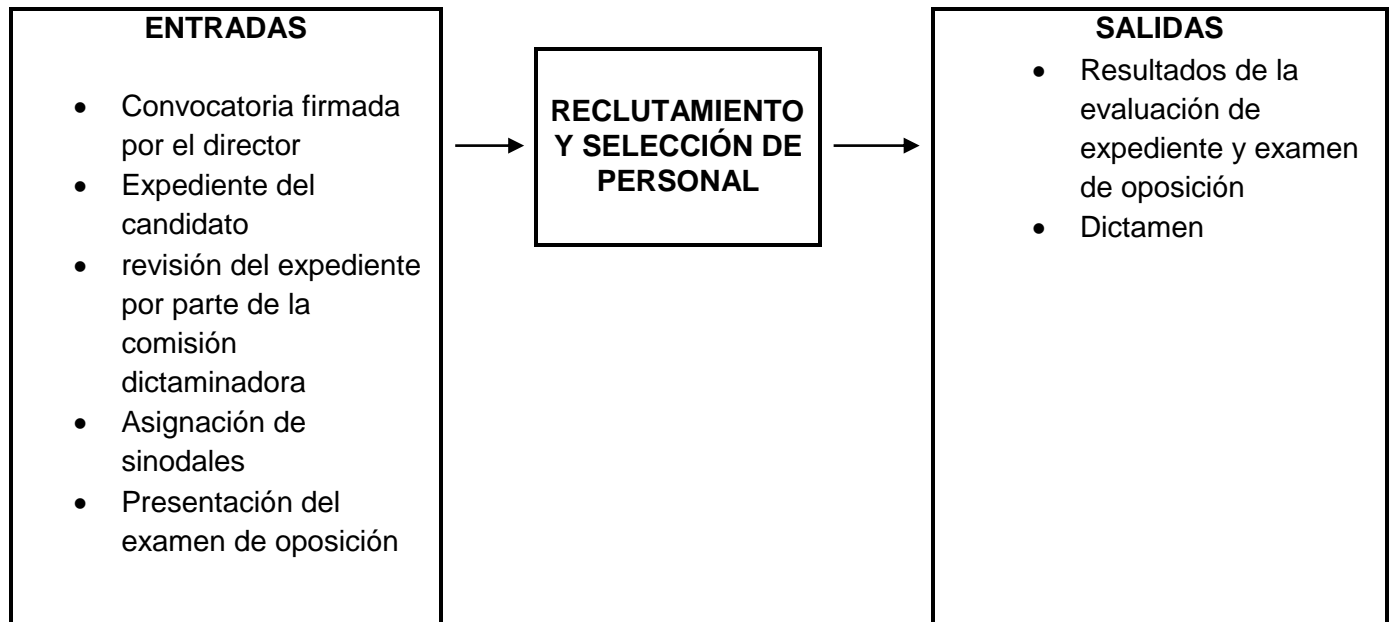 ENTRADAS
• Convocatoria firmada
por el director
• Expediente del
candidato
• revisión del expediente
por parte de la
comisión
dictaminadora
• Asignación de
sinodales
• Presentación del
examen de oposición
RECLUTAMIENTO
Y SELECCIÓN DE
PERSONAL
SALIDAS
• Resultados de la
evaluación de
expediente y examen
de oposición
• Dictamen